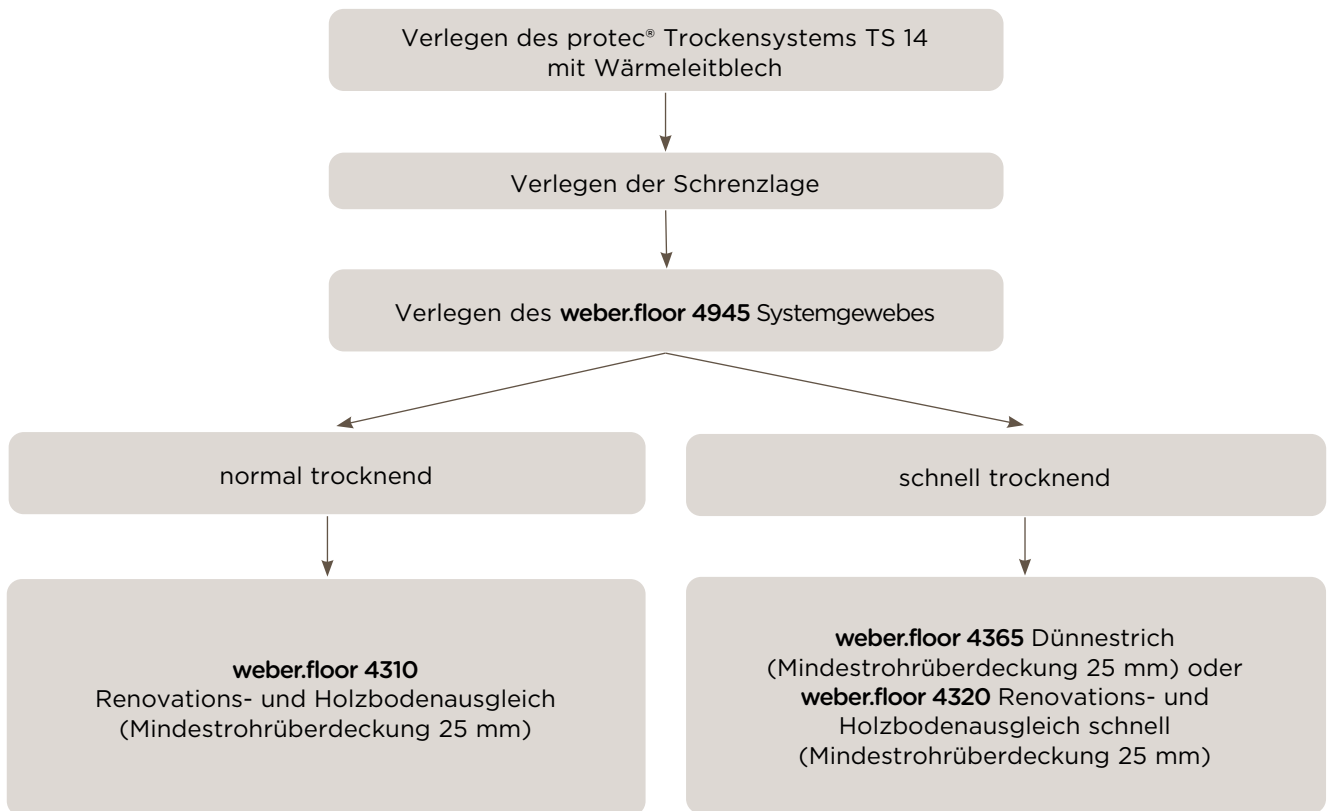 Verlegen des protec® Trockensystems TS 14
mit Wärmeleitblech
Verlegen der Schrenzlage
Verlegen des weber.floor 4945 Systemgewebes
normal trocknend
schnell trocknend
weber.floor 4310
Renovations- und Holzbodenausgleich
(Mindestrohrüberdeckung 25 mm)
weber.floor 4365 Dünnestrich
(Mindestrohrüberdeckung 25 mm) oder
weber.floor 4320 Renovations- und
Holzbodenausgleich schnell
(Mindestrohrüberdeckung 25 mm)